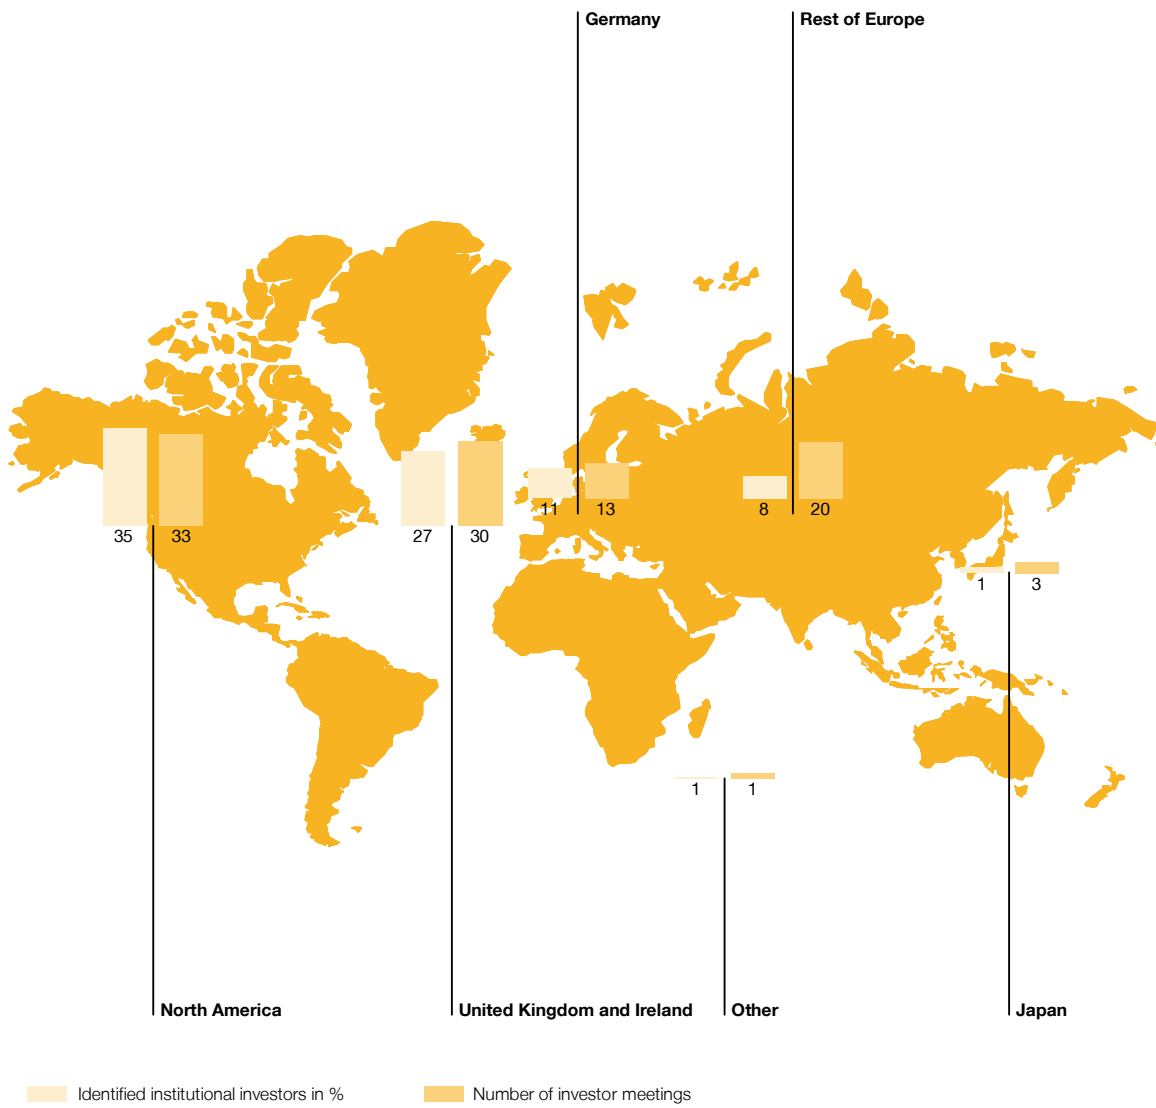 Germany
Rest of Europe
35
33
27
30
11
13
8
20
1
3
1
1
North America
United Kingdom and Ireland
Other
Japan
Identified institutional investors in %
Number of investor meetings